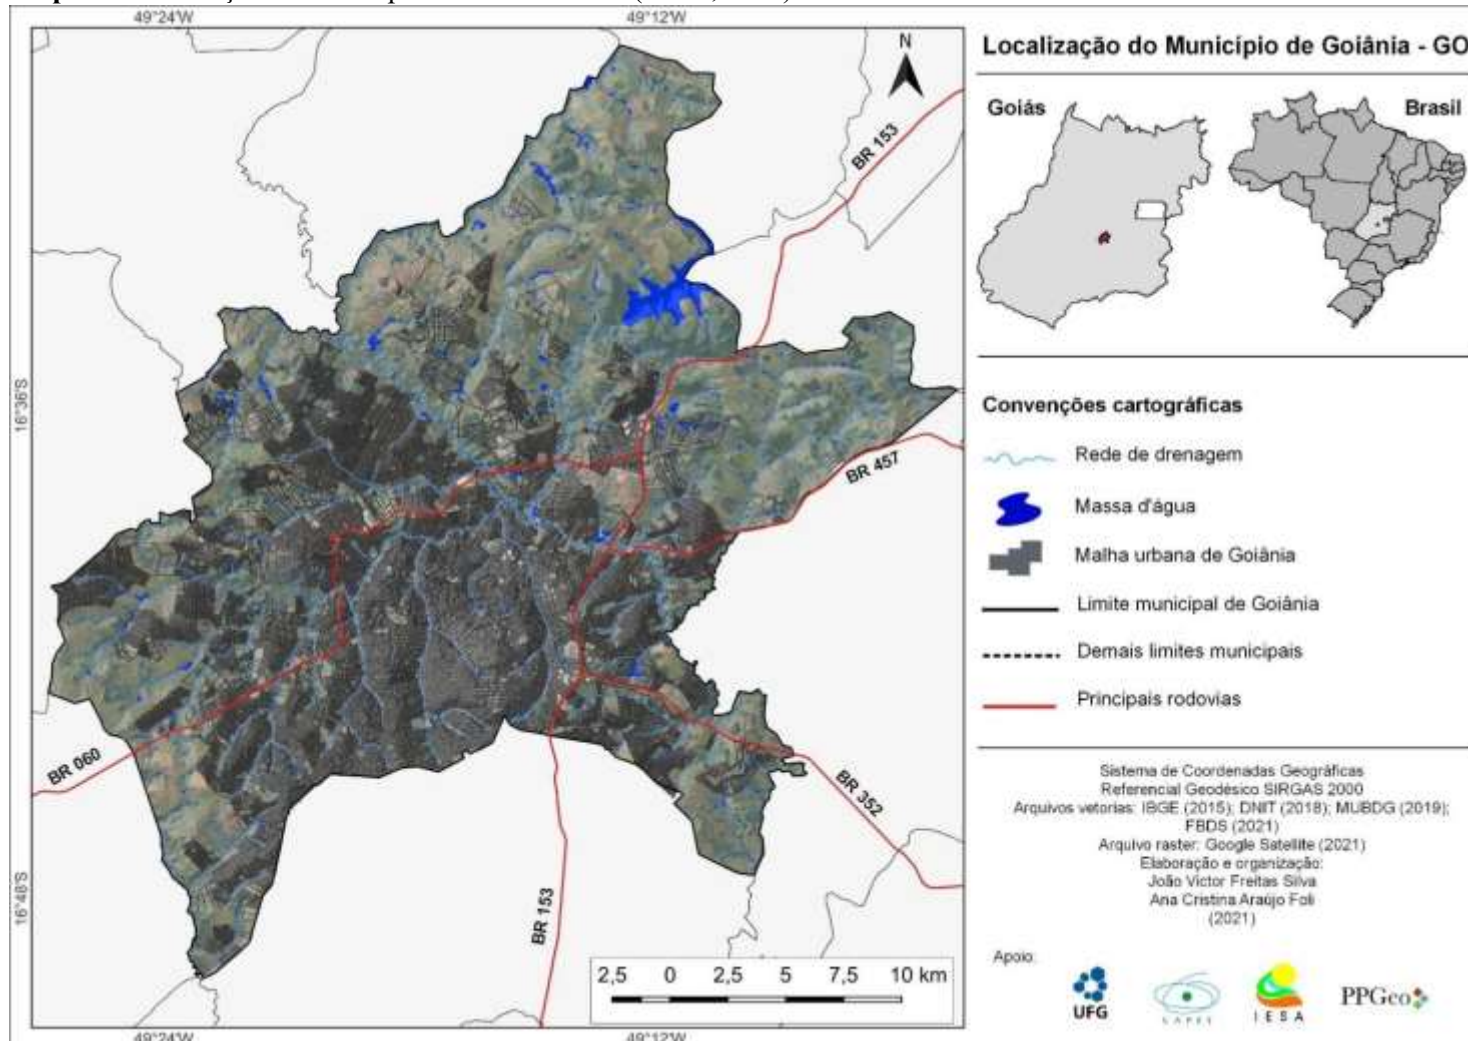 49°24'W
49°12'W
N
BR 153
16°36'S
BR 457
BR 060
BR 352
16°48'S
BR 153
2,5 0 2,5 5 7,5 10 km
49°24'W
49°12'W
Localização do Município de Goiânia - GO
Goiás
Brasil
Convenções cartográficas
Rede de drenagem
Massa d'água
Malha urbana de Goiânia
Limite municipal de Goiânia
Demais limites municipais
Principais rodovias
Sistema de Coordenadas Geográficas
Referencial Geodésico SIRGAS 2000
Arquivos vetoriais: IBGE (2015); DNIT (2018); MUBDG (2019);
FBDS (2021)
Arquivo raster: Google Satellite (2021)
Elaboração e organização:
João Victor Freitas Silva
Ana Cristina Araújo Foli
(2021)
Apoio:
UFG
IESA
PPGeo